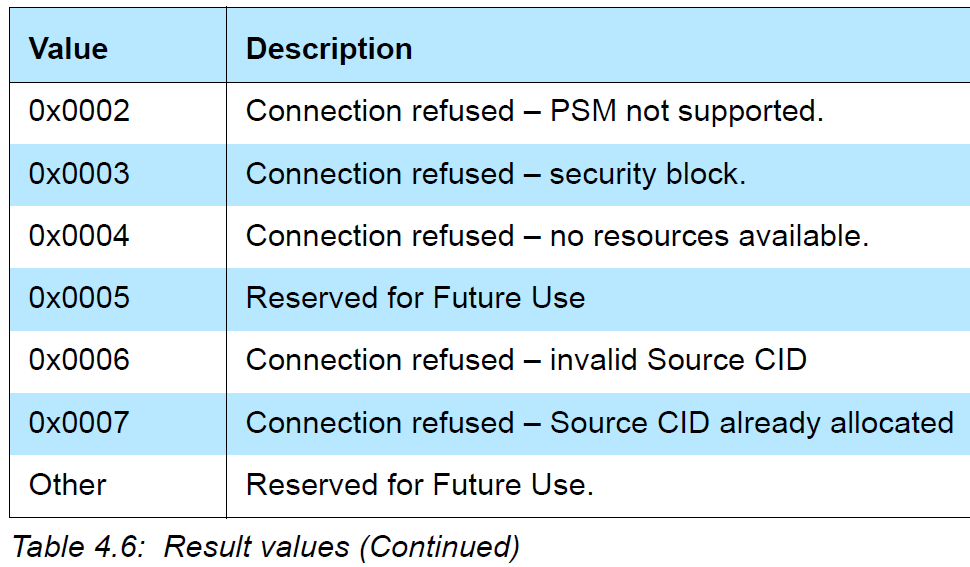 Value Description
0x0002 Connection refused – PSM not supported.
0x0003 Connection refused – security block.
0x0004 Connection refused – no resources available.
0x0005 Reserved for Future Use
0x0006 Connection refused – invalid Source CID
0x0007 Connection refused – Source CID already allocated
Other Reserved for Future Use.
Table 4.6: Result values (Continued)